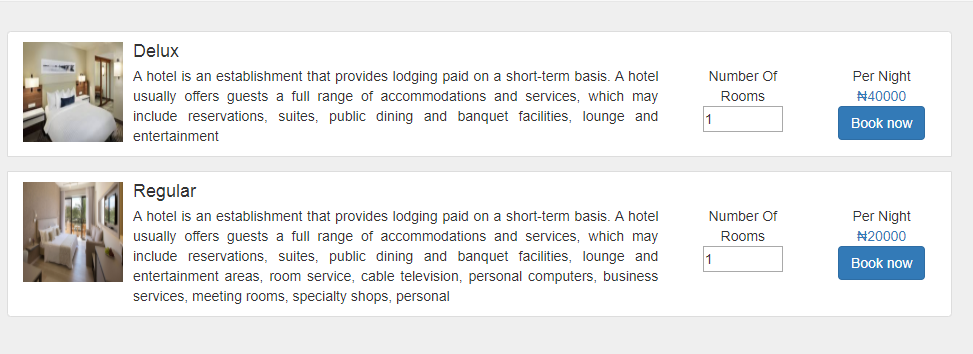 Delux
A hotel is an establishment that provides lodging paid on a short-term basis. A hotel
usually offers guests a full range of accommodations and services, which may
include reservations, suites, public dining and banquet facilities, lounge and
entertainment
Number Of
Rooms
1
Per Night
₦40000
Book now
Regular
A hotel is an establishment that provides lodging paid on a short-term basis. A hotel
usually offers guests a full range of accommodations and services, which may
include reservations, suites, public dining and banquet facilities, lounge and
entertainment areas, room service, cable television, personal computers, business
services, meeting rooms, specialty shops, personal
Number Of
Rooms
1
Per Night
₦20000
Book now